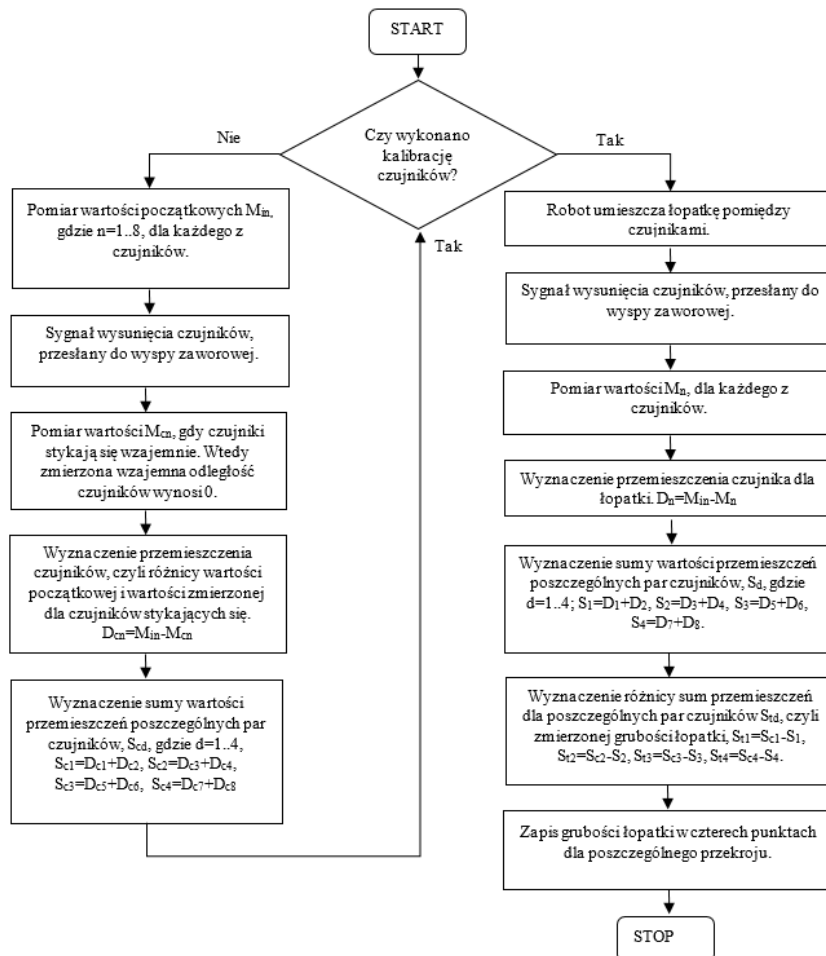 START
Czy wykonano
kalibrację
czujników?
Nie
Tak
Pomiar wartości początkowych Min,
gdzie n=1..8, dla każdego z
czujników.
Sygnał wysunięcia czujników,
przesłany do wyspy zaworowej.
Pomiar wartości Mcn, gdy czujniki
stykają się wzajemnie. Wtedy
zmierzona wzajemna odległość
czujników wynosi 0.
Wyznaczenie przemieszczenia
czujników, czyli różnicy wartości
początkowej i wartości zmierzonej
dla czujników stykających się.
Dcn=Min-Mcn
Wyznaczenie sumy wartości
przemieszczeń poszczególnych par
czujników, Scd, gdzie d=1..4,
Sc1=Dc1+Dc2, Sc2=Dc3+Dc4,
Sc3=Dc5+Dc6, Sc4=Dc7+Dc8
Tak
Robot umieszcza łopatkę pomiędzy
czujnikami.
Sygnał wysunięcia czujników, przesłany do
wyspy zaworowej.
Pomiar wartości Mn, dla każdego z
czujników.
Wyznaczenie przemieszczenia czujnika dla
łopatki. Dn=Min-Mn
Wyznaczenie sumy wartości przemieszczeń
poszczególnych par czujników, Sd, gdzie
d=1..4; S1=D1+D2, S2=D3+D4, S3=D5+D6,
S4=D7+D8.
Wyznaczenie różnicy sum przemieszczeń
dla poszczególnych par czujników Std, czyli
zmierzonej grubości łopatki, St1=Sc1-S1,
St2=Sc2-S2, St3=Sc3-S3, St4=Sc4-S4.
Zapis grubości łopatki w czterech punktach
dla poszczególnego przekroju.
STOP